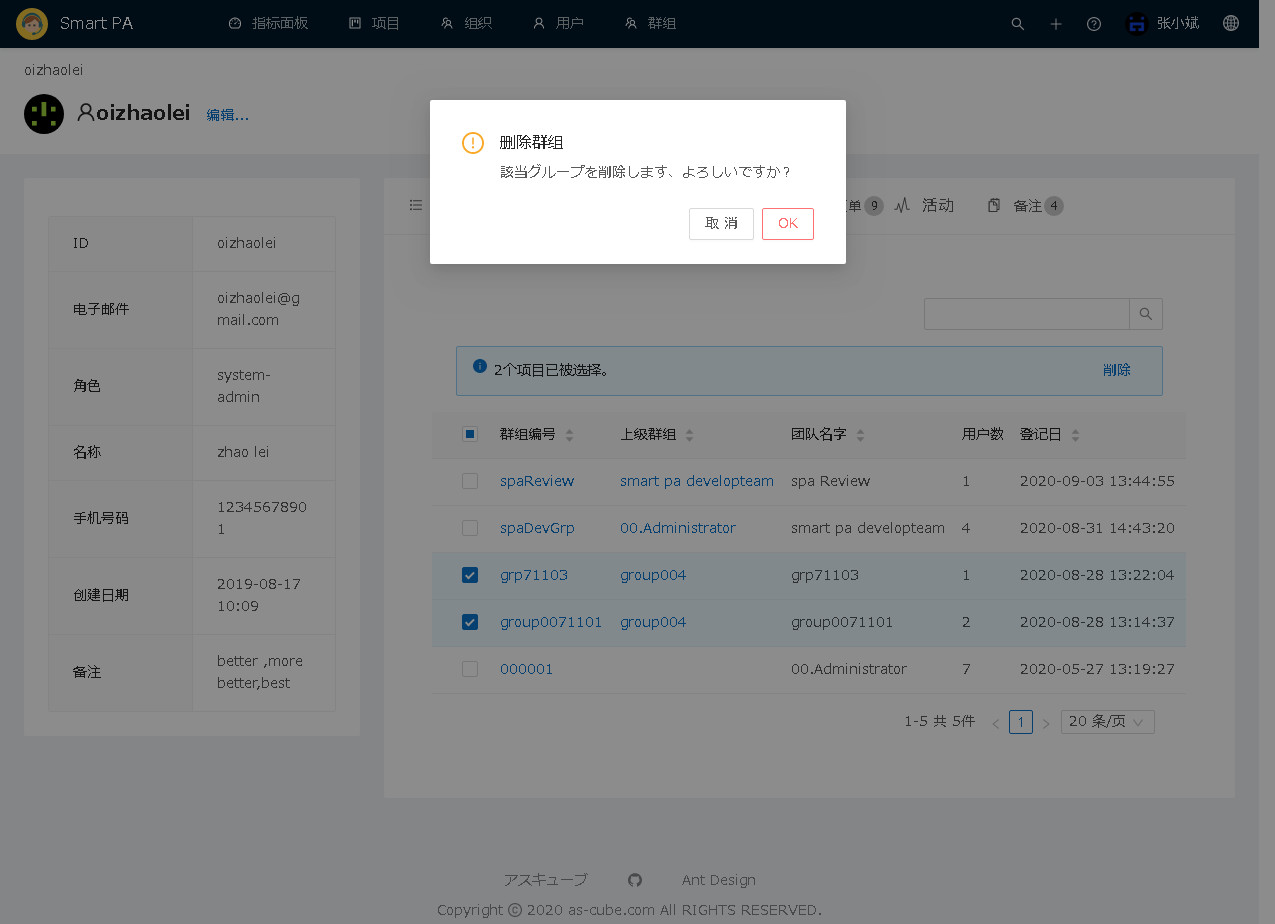 Smart PA 指标面板 项目 组织 用户 群组 张小斌
oizhaolei
oizhaolei 编辑...
删除群组
該当グループを削除します、よろしいですか？
取 消 OK
单 9 活动 备注 4
ID oizhaolei
电子邮件 oizhaolei@g
mail.com
角色 system-
admin
名称 zhao lei
手机号码 1234567890
1
创建日期 2019-08-17
10:09
备注 better ,more
better,best
2个项目已被选择。 削除
群组编号 上级群组 团队名字 用户数 登记日
spaReview smart pa developteam spa Review 1 2020-09-03 13:44:55
spaDevGrp 00.Administrator smart pa developteam 4 2020-08-31 14:43:20
grp71103 group004 grp71103 1 2020-08-28 13:22:04
group0071101 group004 group0071101 2 2020-08-28 13:14:37
000001 00.Administrator 7 2020-05-27 13:19:27
1-5 共 5件 < 1 > 20 条/页
アスキューブ Ant Design
Copyright © 2020 as-cube.com All RIGHTS RESERVED.